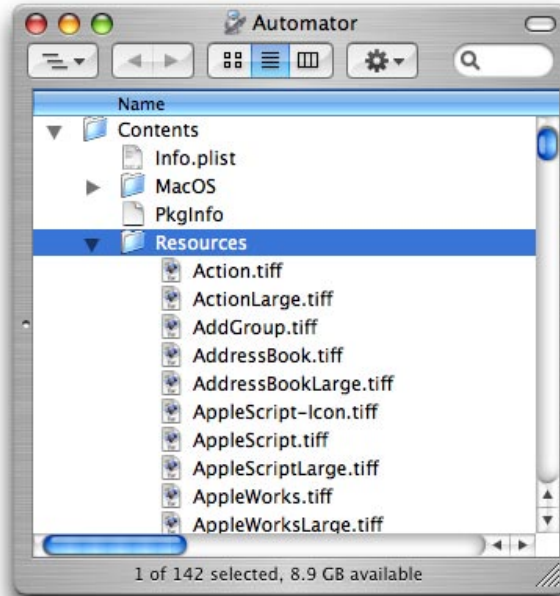 Automator
Name
Contents
Info.plist
MacOS
PkgInfo
Resources
Action.tiff
ActionLarge.tiff
AddGroup.tiff
AddressBook.tiff
AddressBookLarge.tiff
AppleScript-Icon.tiff
AppleScript.tiff
AppleScriptLarge.tiff
AppleWorks.tiff
AppleWorksLarge.tiff
1 of 142 selected, 8.9 GB available